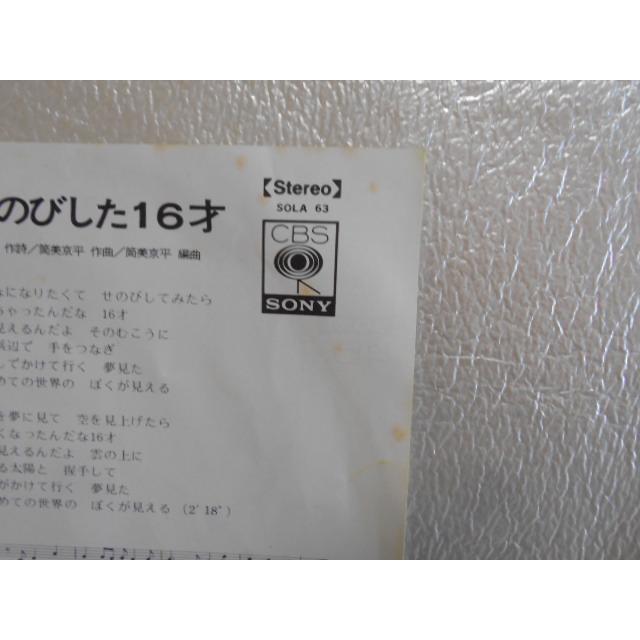 【Stereo】
SOLA 63
CBS
SONY
のびした16才
作詩／筒美京平 作曲／筒美京平 編曲
なになりたくて せのびしてみたら
ちゃったんだな 16才
見えるんだよ そのむこうに
浜辺で 手をつなぎ
してかけて行く 夢見た
めての世界の ぼくが見える
を夢に見て 空を見上げたら
くなったんだな16才
見えるんだよ 雲の上に
る太陽と 握手して
がかけて行く 夢見た
めての世界の ぼくが見える (2'18")